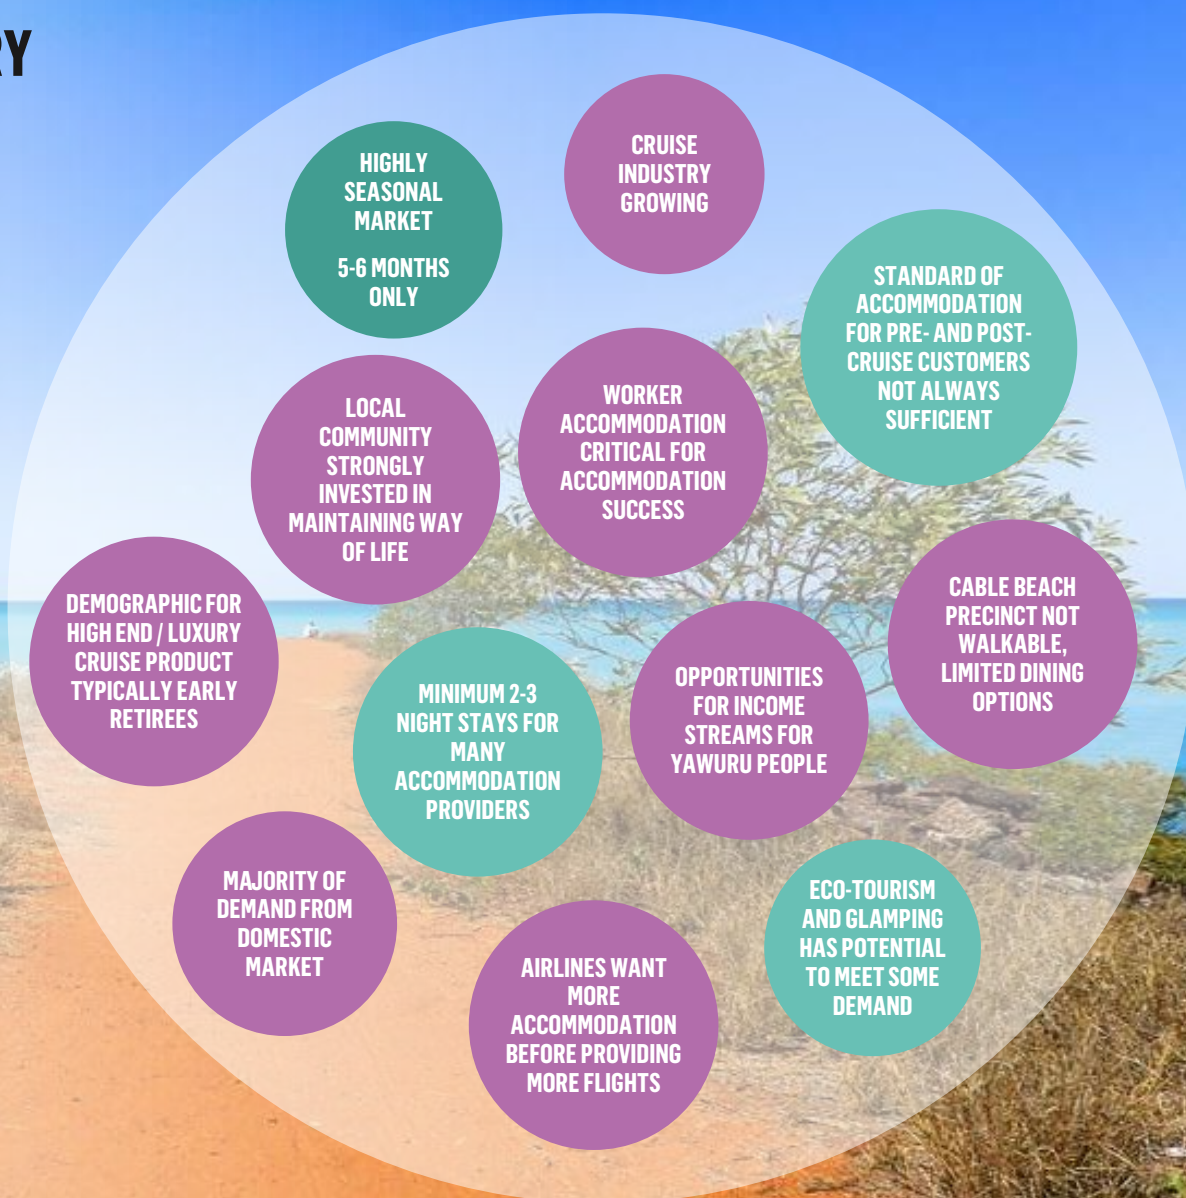 RY
HIGHLY
SEASONAL
MARKET
5-6 MONTHS
ONLY
CRUISE
INDUSTRY
GROWING
STANDARD OF
ACCOMMODATION
FOR PRE- AND POST-
CRUISE CUSTOMERS
NOT ALWAYS
SUFFICIENT
LOCAL
COMMUNITY
STRONGLY
INVESTED IN
MAINTAINING WAY
OF LIFE
WORKER
ACCOMMODATION
CRITICAL FOR
ACCOMMODATION
SUCCESS
DEMOGRAPHIC FOR
HIGH END / LUXURY
CRUISE PRODUCT
TYPICALLY EARLY
RETIREES
MINIMUM 2-3
NIGHT STAYS FOR
MANY
ACCOMMODATION
PROVIDERS
OPPORTUNITIES
FOR INCOME
STREAMS FOR
YAWURU PEOPLE
CABLE BEACH
PRECINCT NOT
WALKABLE,
LIMITED DINING
OPTIONS
MAJORITY OF
DEMAND FROM
DOMESTIC
MARKET
AIRLINES WANT
MORE
ACCOMMODATION
BEFORE PROVIDING
MORE FLIGHTS
ECO-TOURISM
AND GLAMPING
HAS POTENTIAL
TO MEET SOME
DEMAND